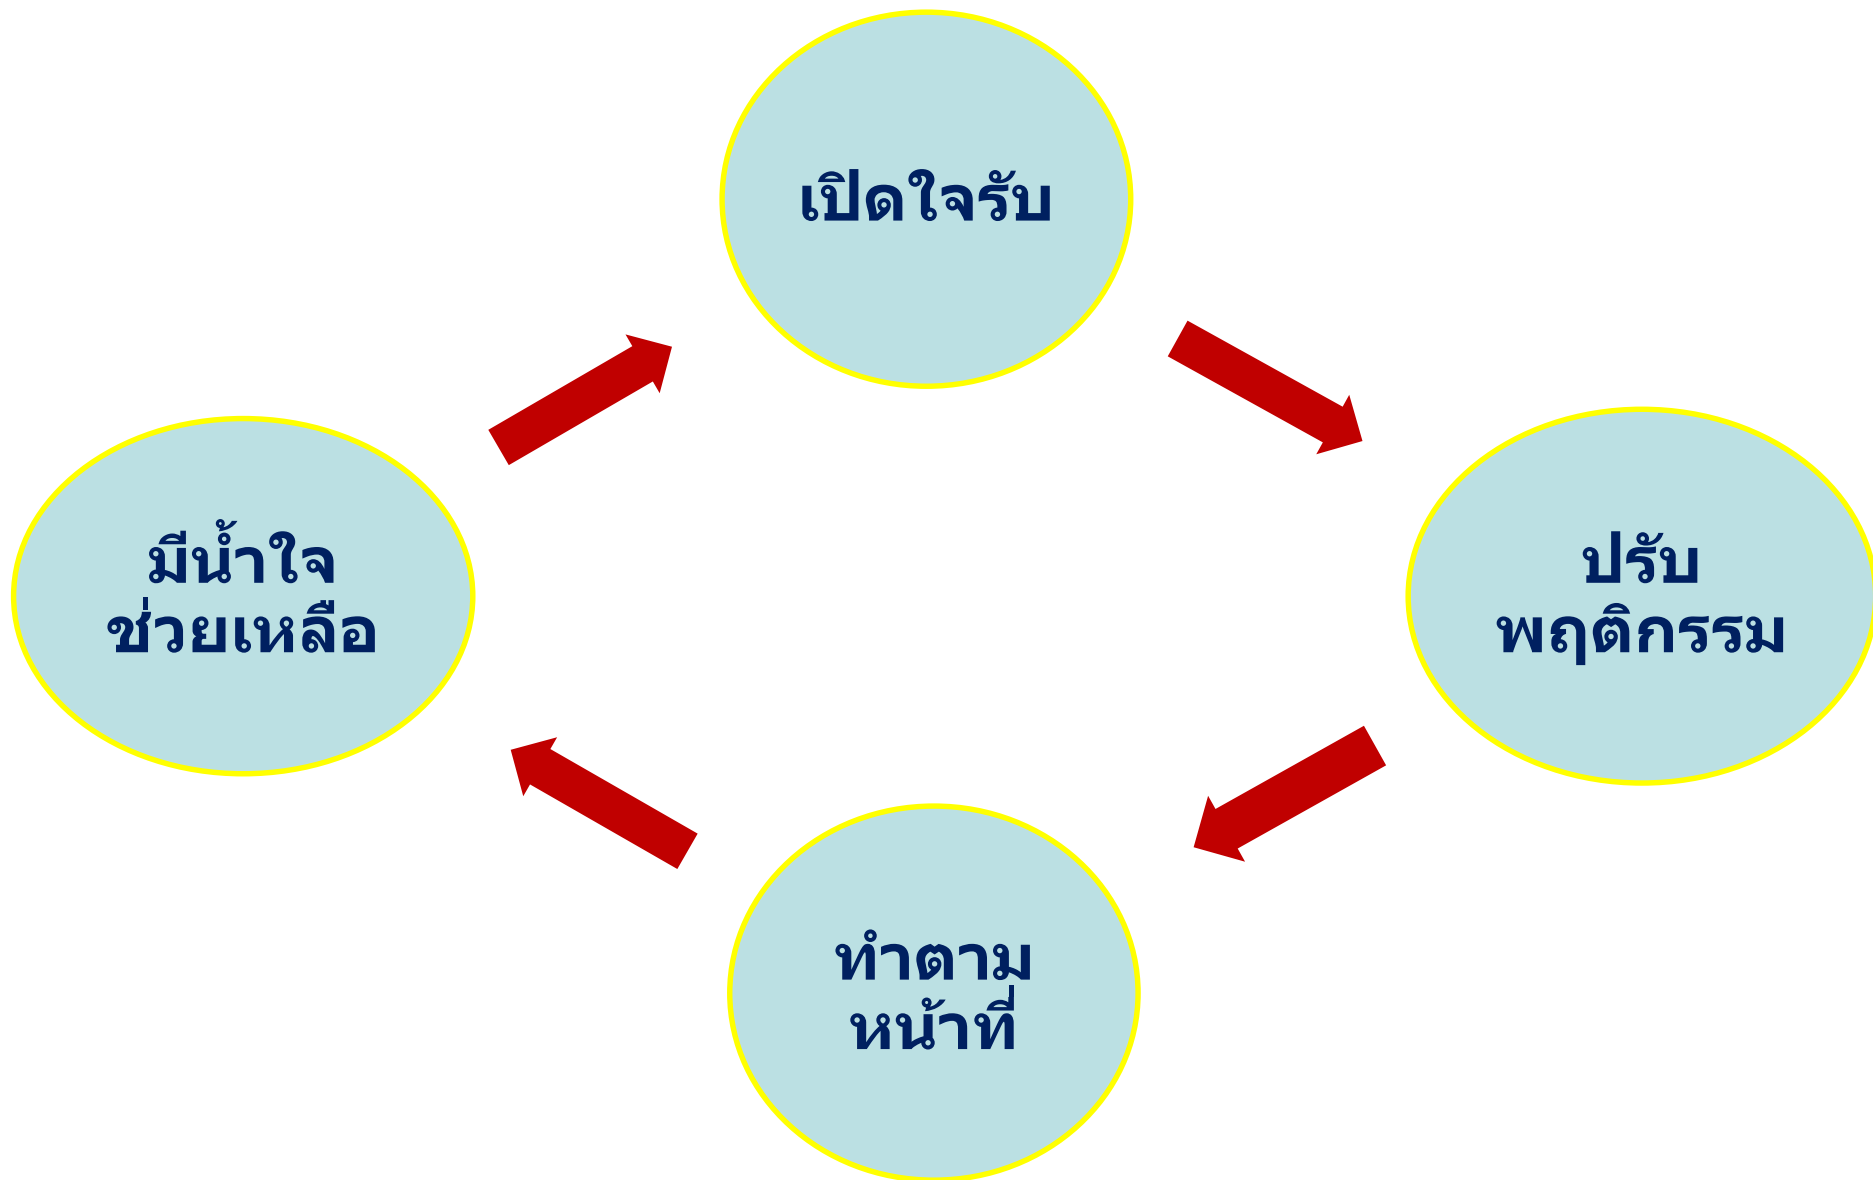 เปิดใจรับ
มีน้ำใจ
ช่วยเหลือ
ปรับ
พฤติกรรม
ทำตาม
หน้าที่